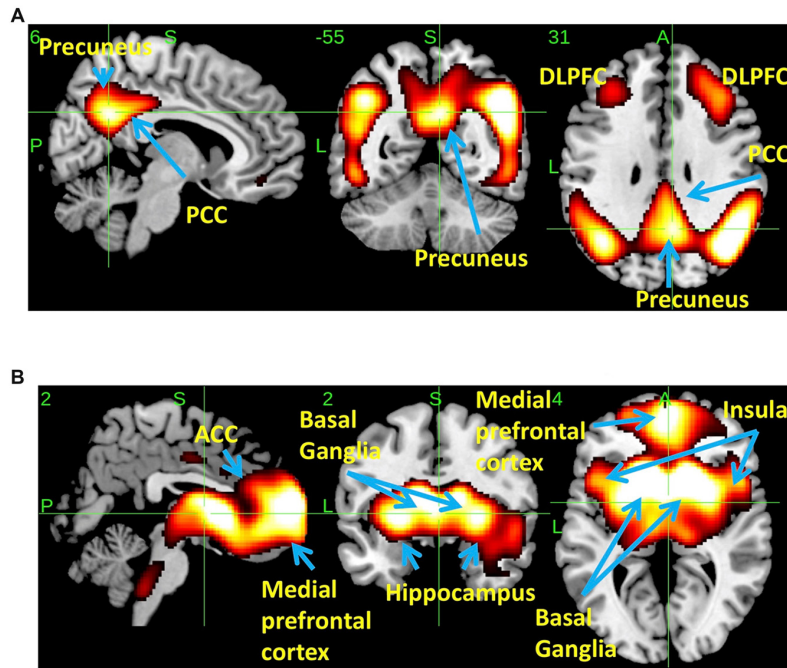 A
6
S
Precuneus
P
PCC
-55
S
L
Precuneus
31
A
DLPFC
DLPFC
PCC
L
Precuneus
B
2
S
ACC
P
Medial
prefrontal
cortex
2
S
Basal
Ganglia
L
Hippocampus
4
A
Medial
prefrontal
cortex
Insula
L
Basal
Ganglia